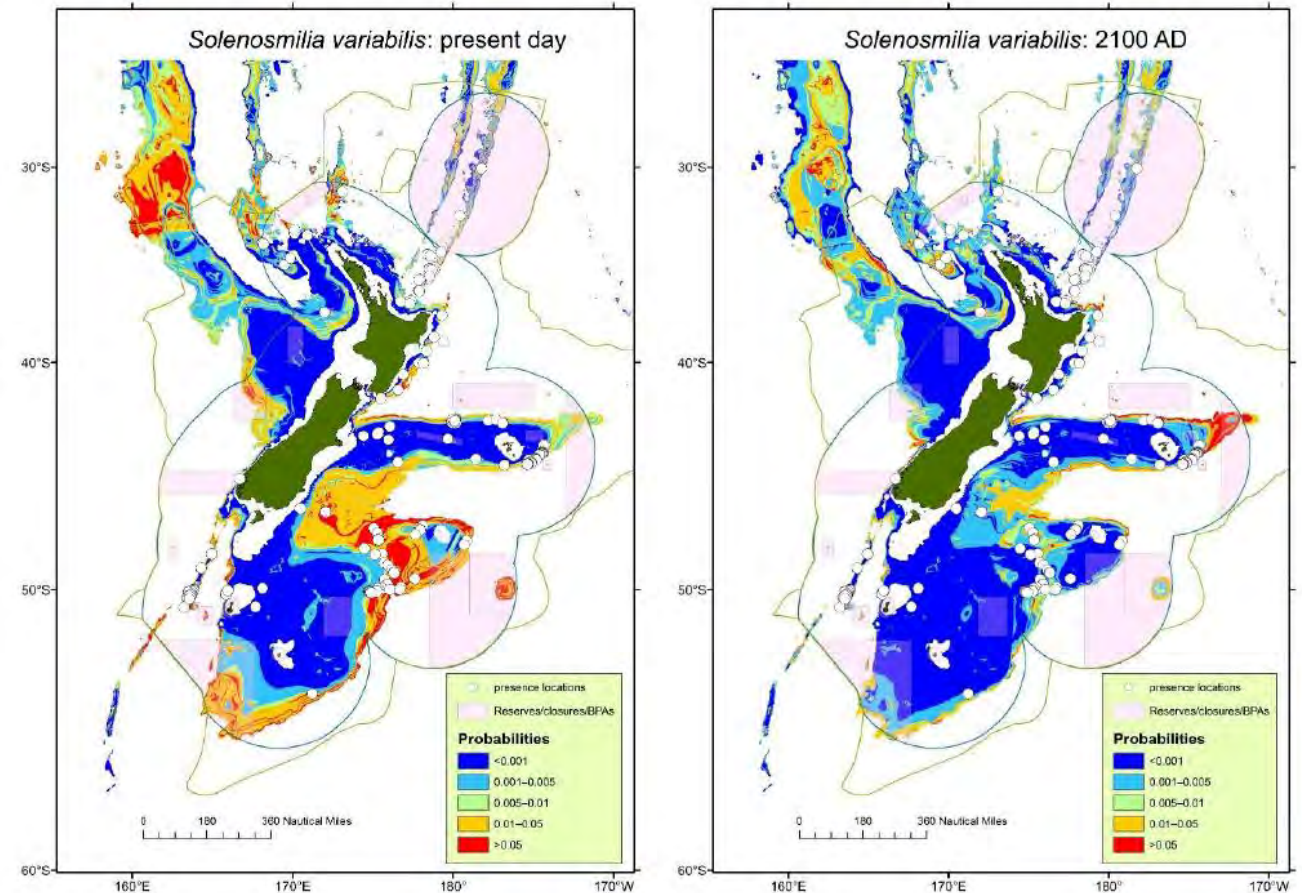 Solenosmilia variabilis: present day
30°S
40°S
50°S
60°S
160°E
170°E
180°
170°W
0 180 360 Nautical Miles
presence locations
Reserves/closures/BPAs
Probabilities
<0.001
0.001–0.005
0.005–0.01
0.01–0.05
>0.05
Solenosmilia variabilis: 2100 AD
30°S
40°S
50°S
60°S
160°E
170°E
180°
170°W
0 180 360 Nautical Miles
presence locations
Reserves/closures/BPAs
Probabilities
<0.001
0.001–0.005
0.005–0.01
0.01–0.05
>0.05